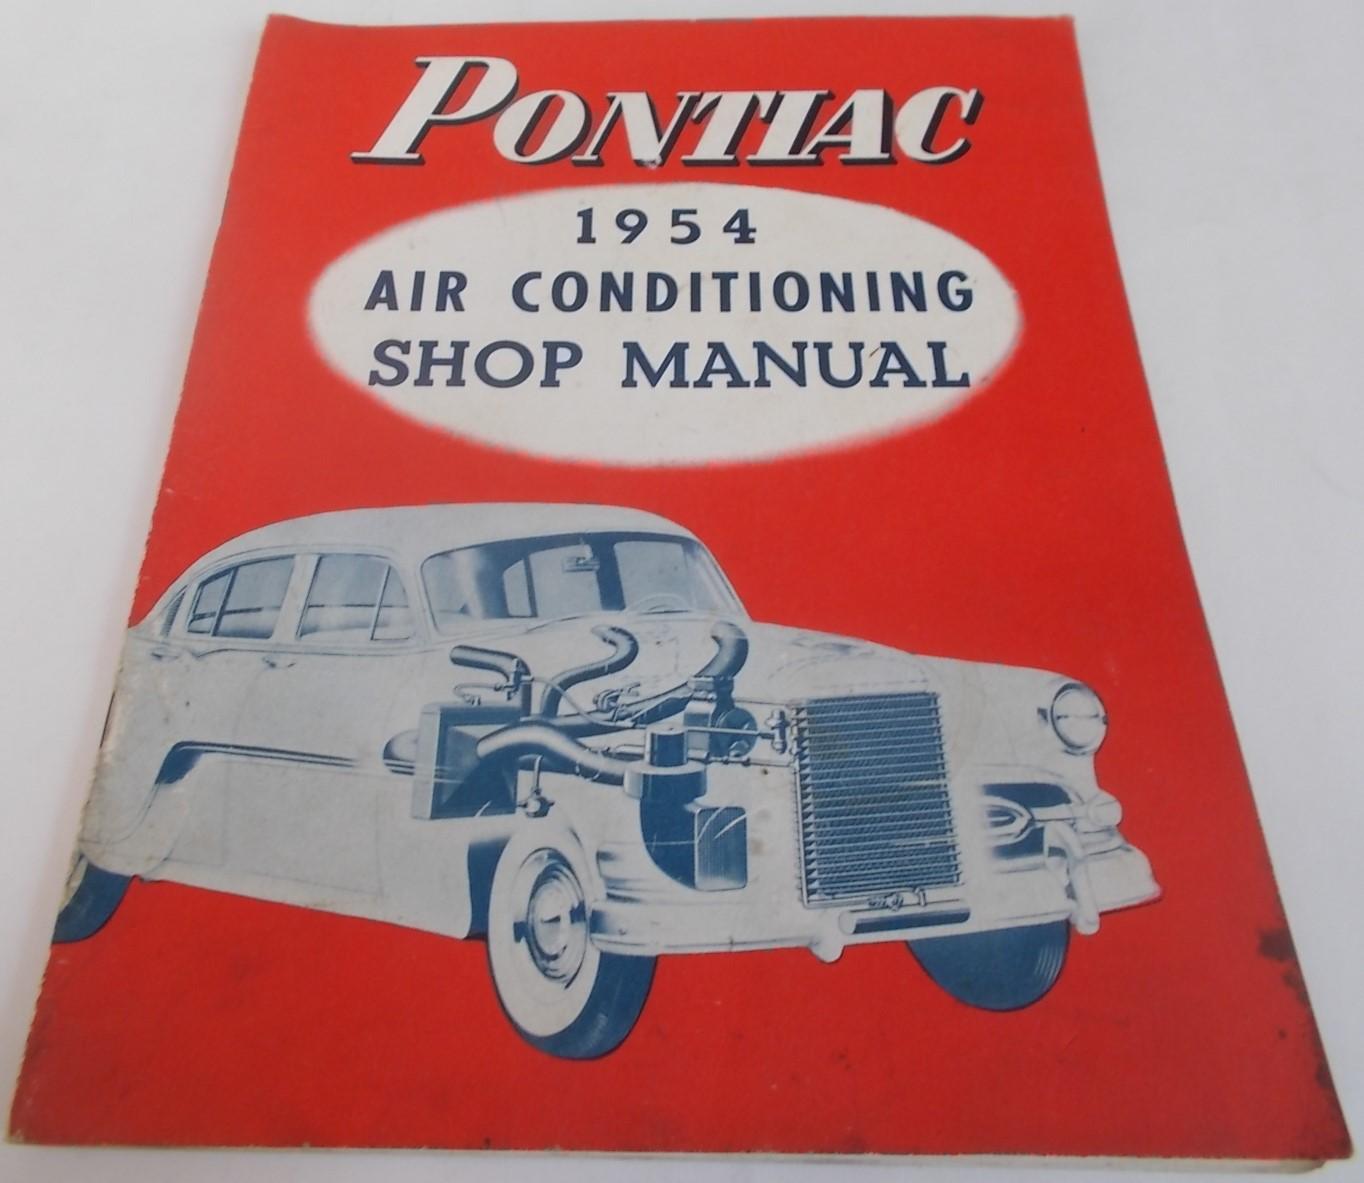 PONTIAC
1954
AIR CONDITIONING
SHOP MANUAL